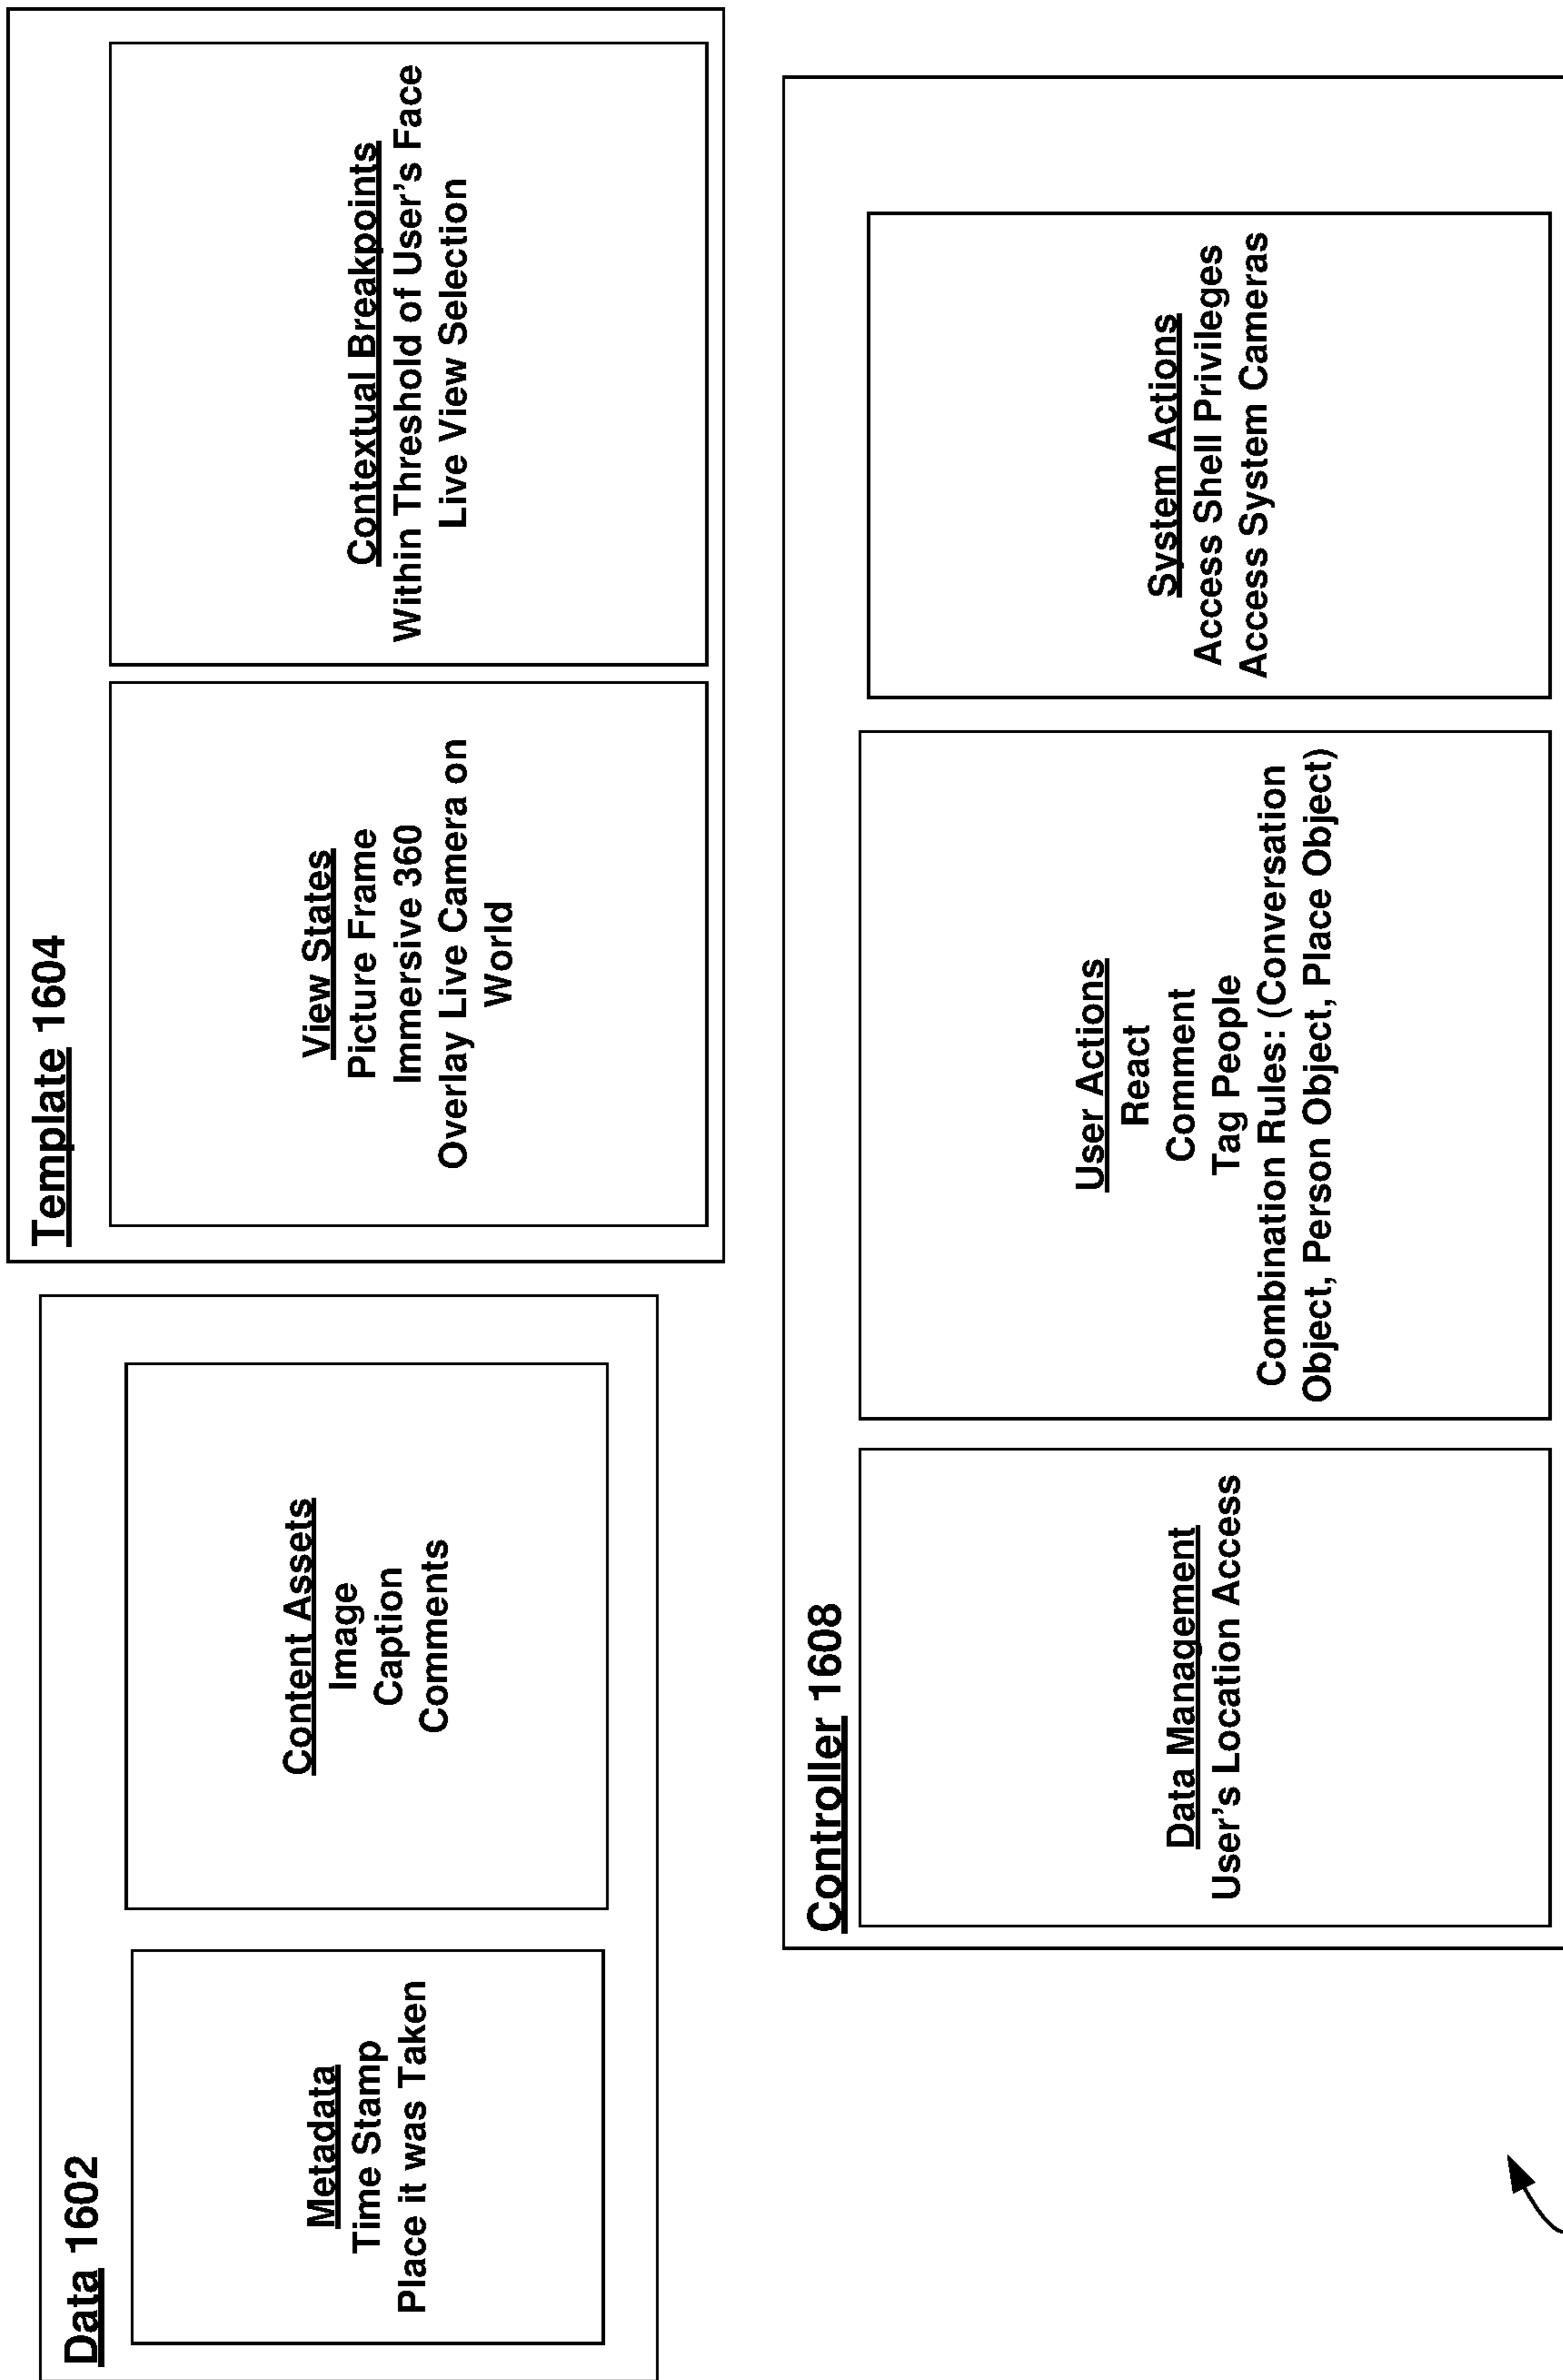 Data 1602
Metadata
Time Stamp
Place it was Taken
Content Assets
Image
Caption
Comments
Template 1604
View States
Picture Frame
Immersive 360
Overlay Live Camera on
World
Contextual Breakpoints
Within Threshold of User's Face
Live View Selection
Controller 1608
Data Management
User's Location Access
User Actions
React
Comment
Tag People
Combination Rules: (Conversation
Object, Person Object, Place Object)
System Actions
Access Shell Privileges
Access System Cameras